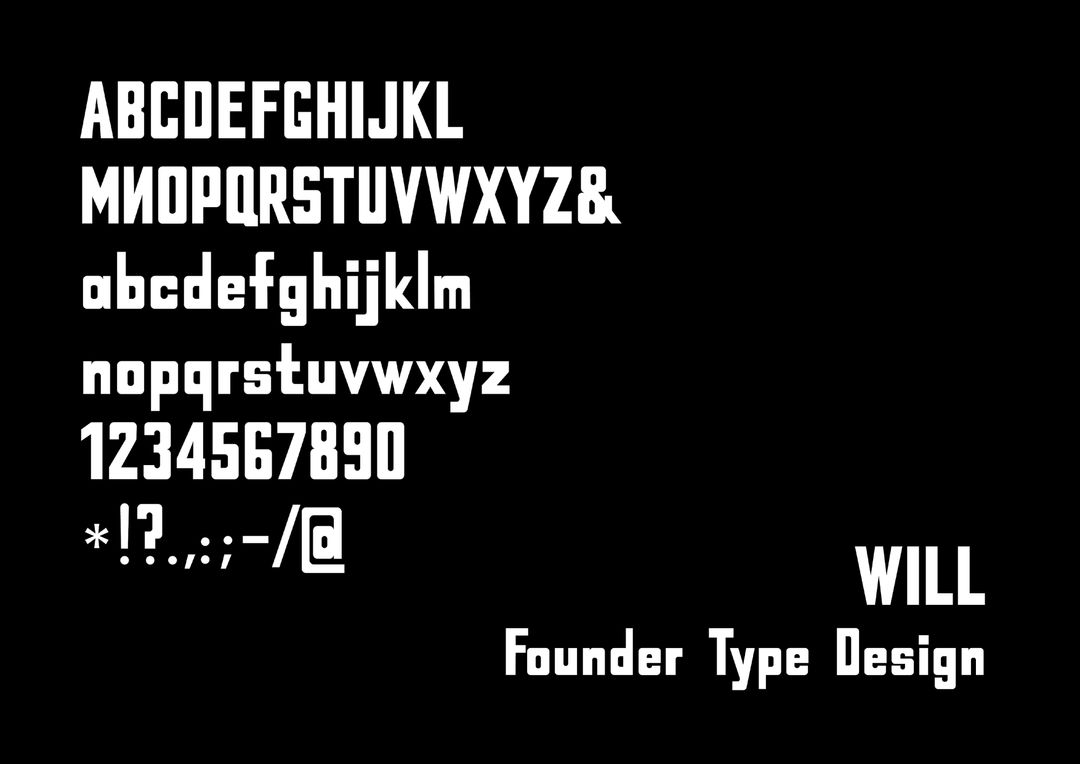 ABCDEFGHIJKL
MИOPQRSTUVWXYZ&
abcdefghijklm
nopqrstuvwxyz
1234567890
*!?.,:;-/@
WILL
Founder Type Design